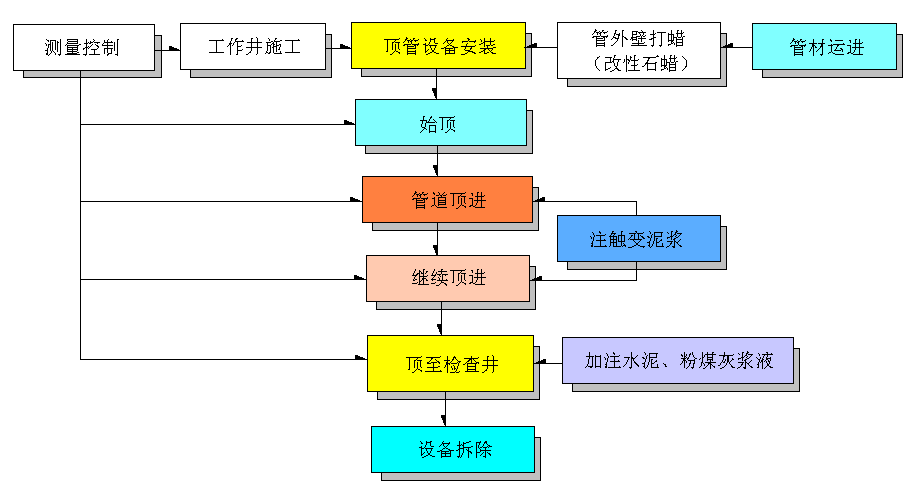 测量控制
工作井施工
顶管设备安装
管外壁打蜡
（改性石蜡）
管材运进
始顶
管道顶进
注触变泥浆
继续顶进
顶至检查井
加注水泥、粉煤灰浆液
设备拆除